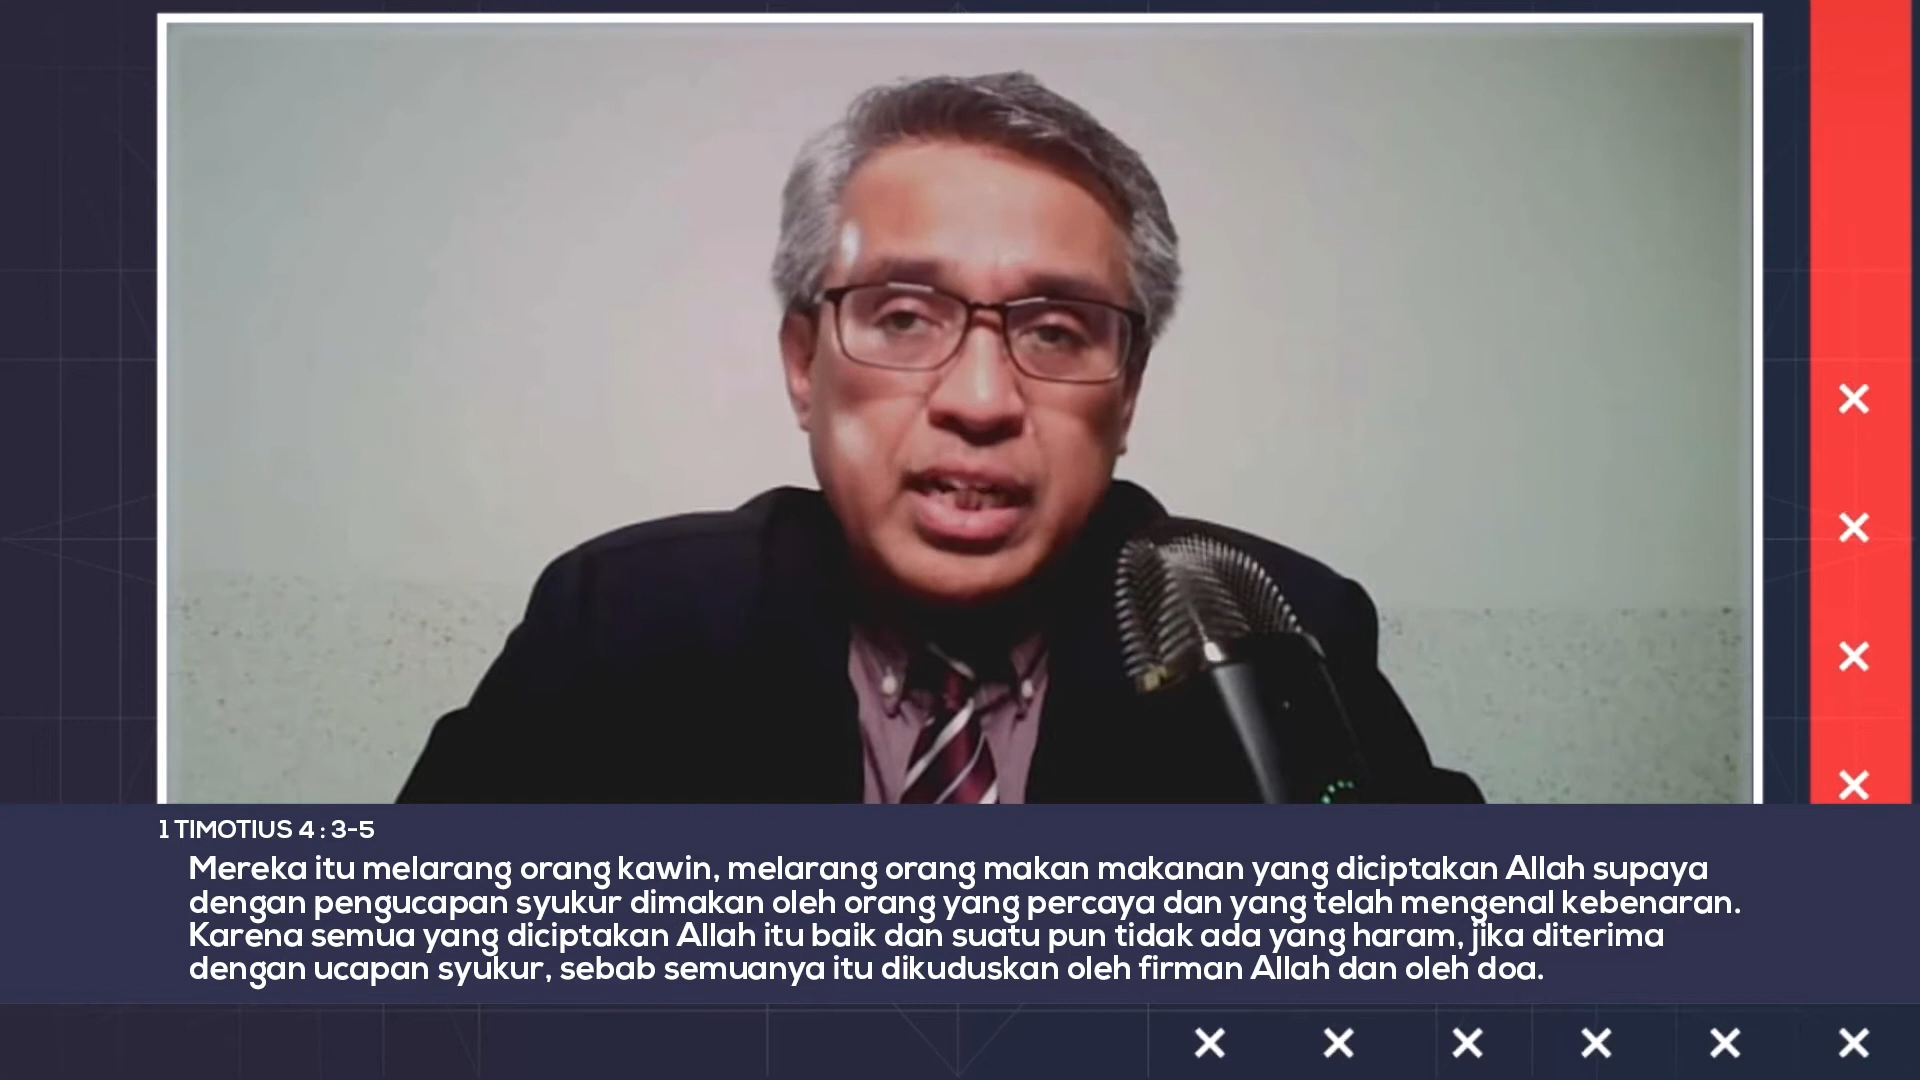 1 TIMOTIUS 4 : 3-5
Mereka itu melarang orang kawin, melarang orang makan makanan yang diciptakan Allah supaya
dengan pengucapan syukur dimakan oleh orang yang percaya dan yang telah mengenal kebenaran.
Karena semua yang diciptakan Allah itu baik dan suatu pun tidak ada yang haram, jika diterima
dengan ucapan syukur, sebab semuanya itu dikuduskan oleh firman Allah dan oleh doa.